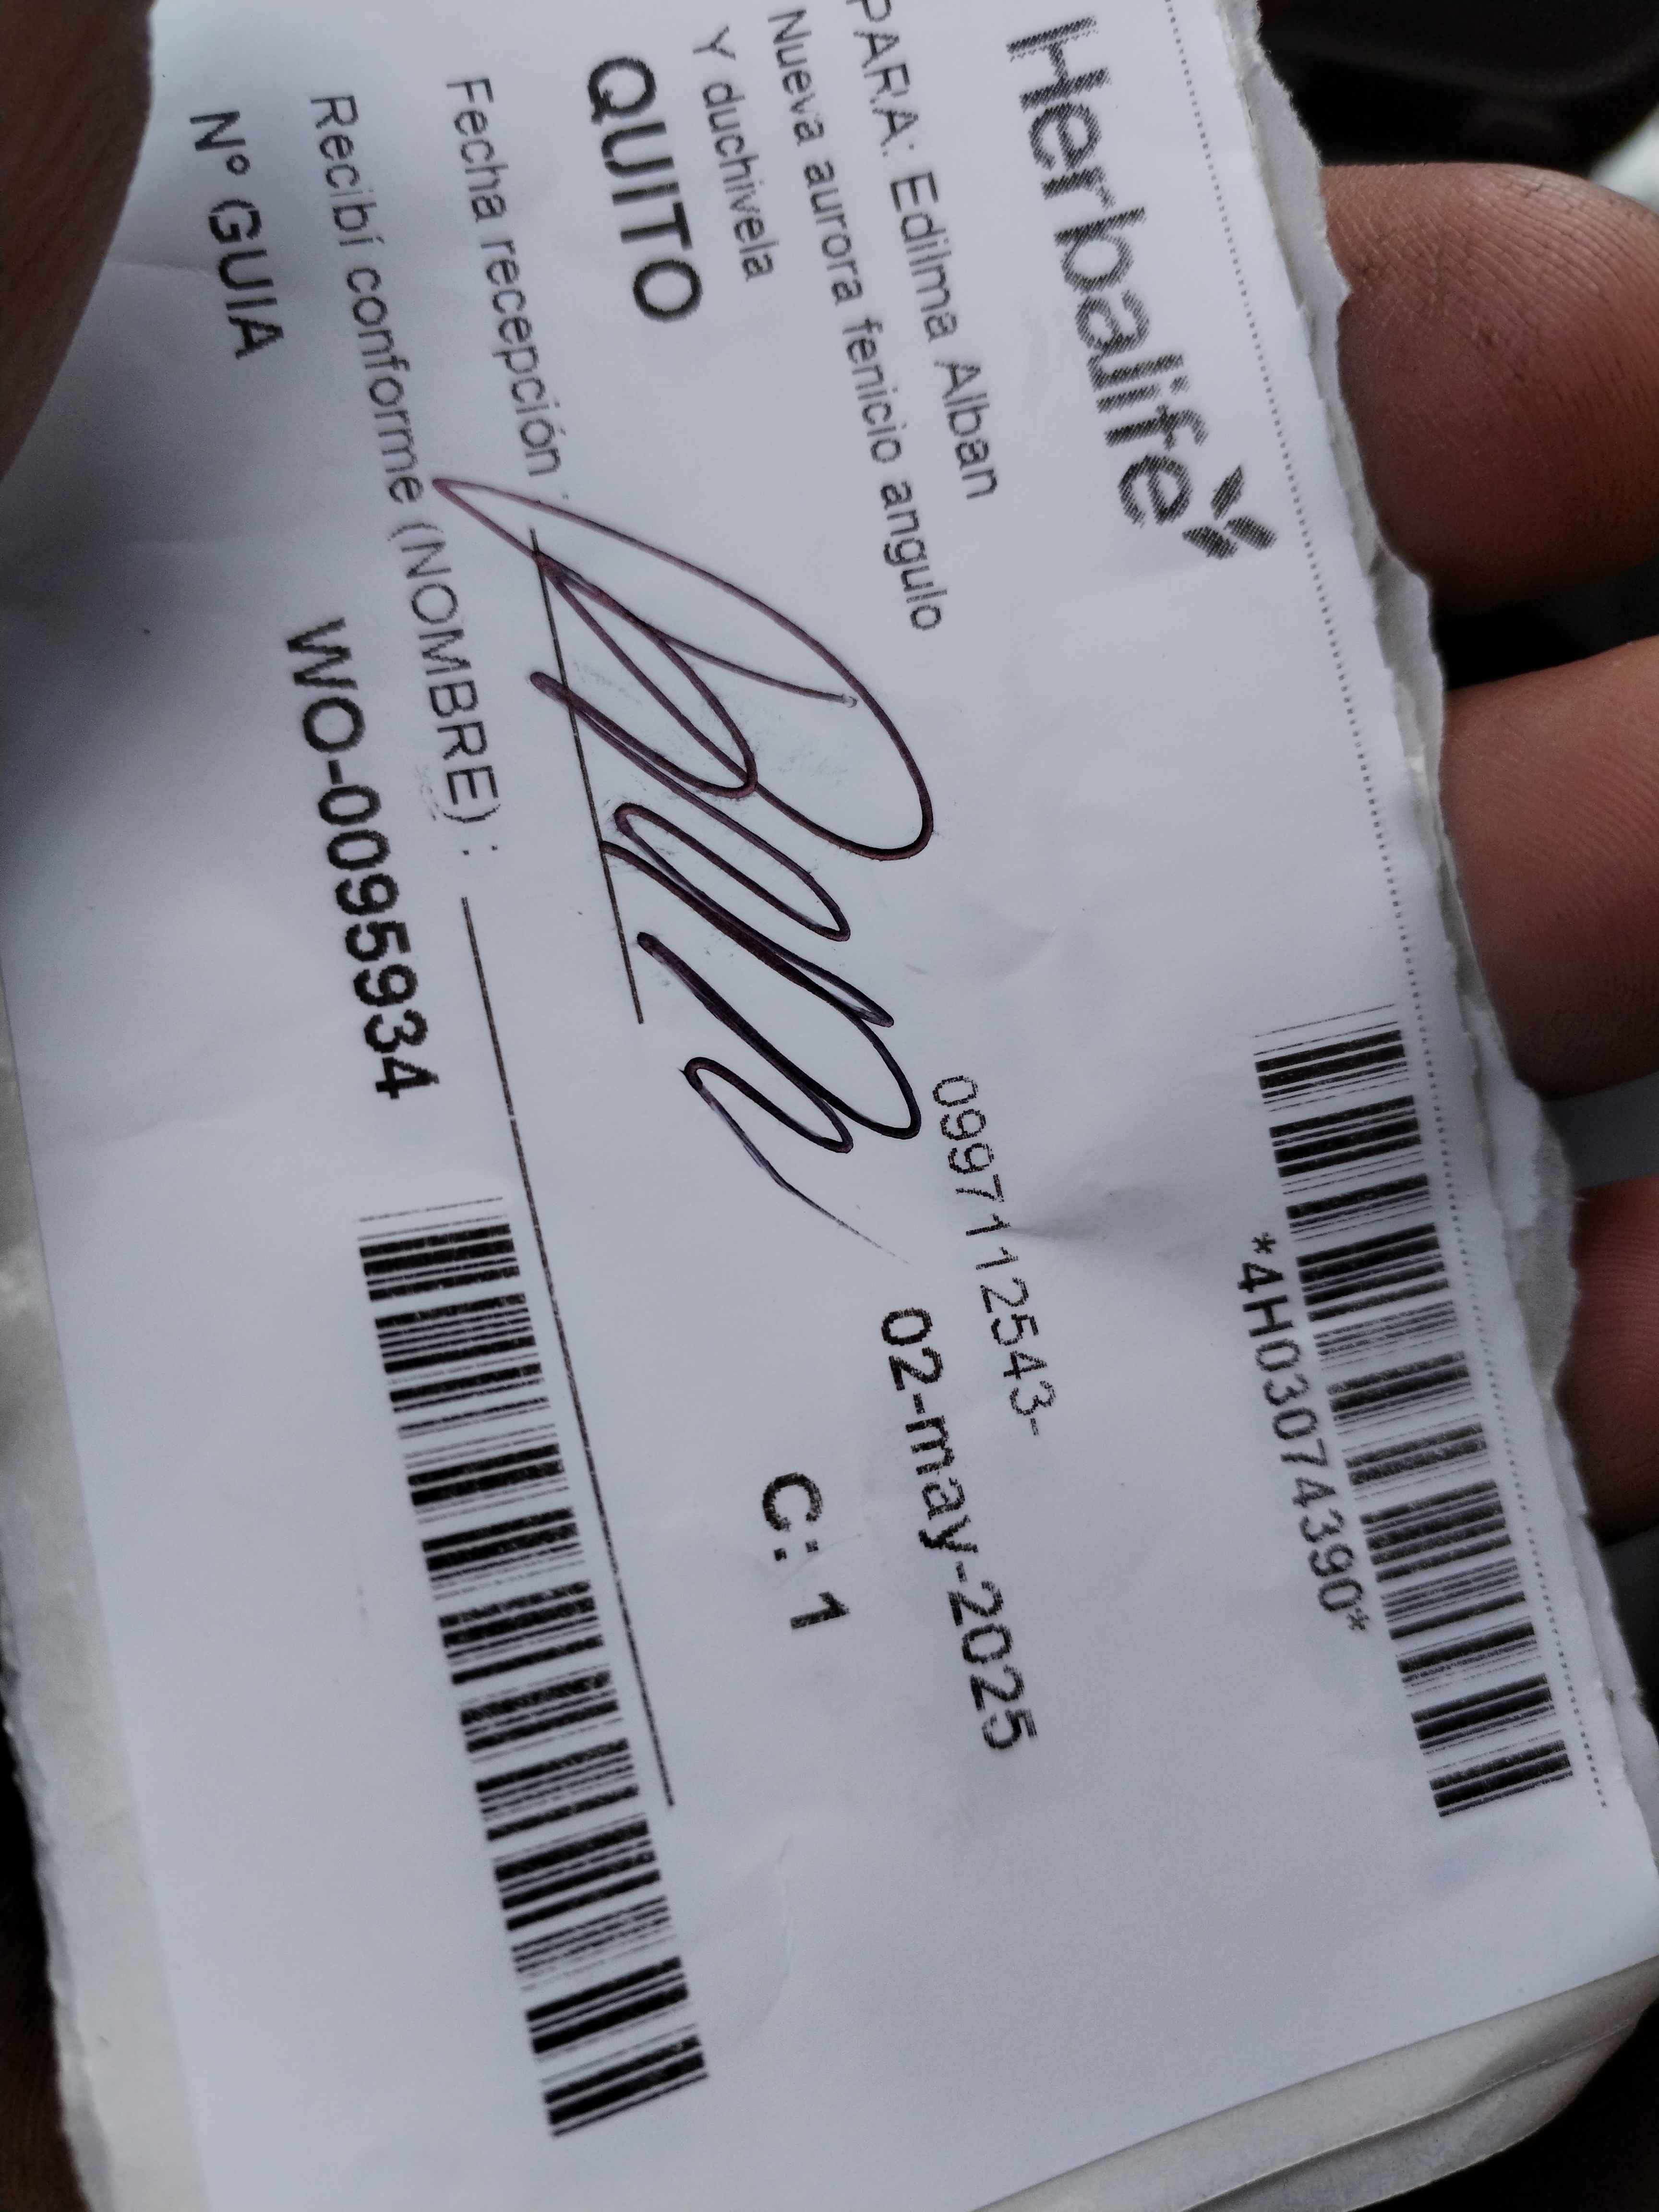 Herbalife
*4H03074390*
PARA: Edilma Alban
0997112543-
Nueva aurora fenicio angulo
02-may-2025
Y duchivela
C: 1
QUITO
Fecha recepción
Recibí conforme (NOMBRE) :
N° GUIA
WO-0095934